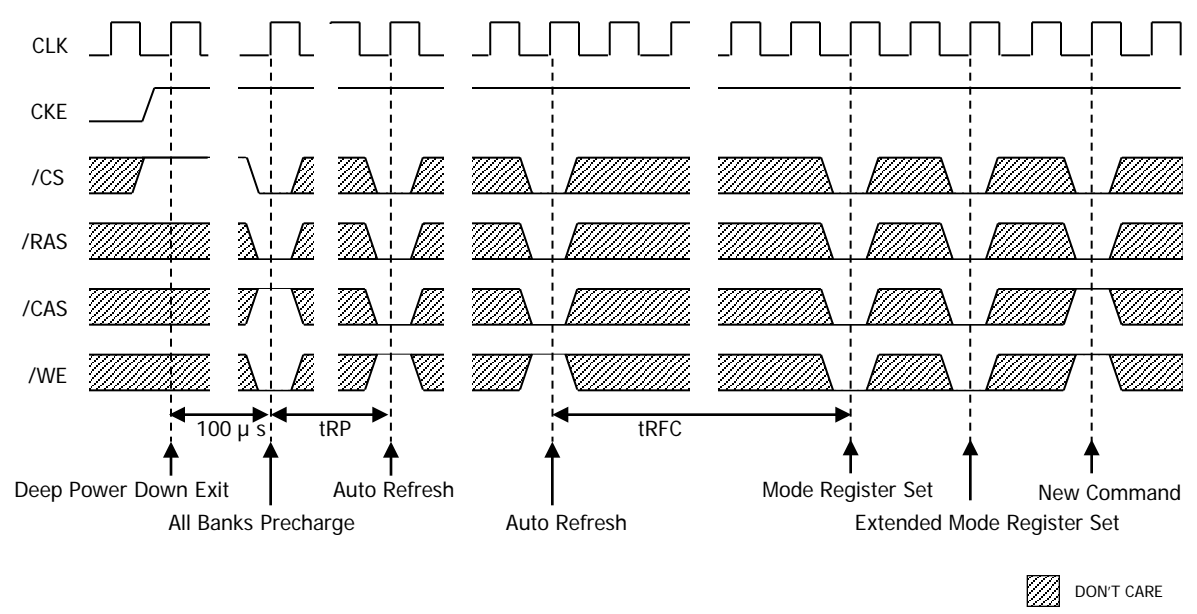 CLK
CKE
/CS
/RAS
/CAS
/WE
100 μ s
tRP
tRFC
Deep Power Down Exit
Auto Refresh
Mode Register Set
New Command
All Banks Precharge
Auto Refresh
Extended Mode Register Set
DON'T CARE